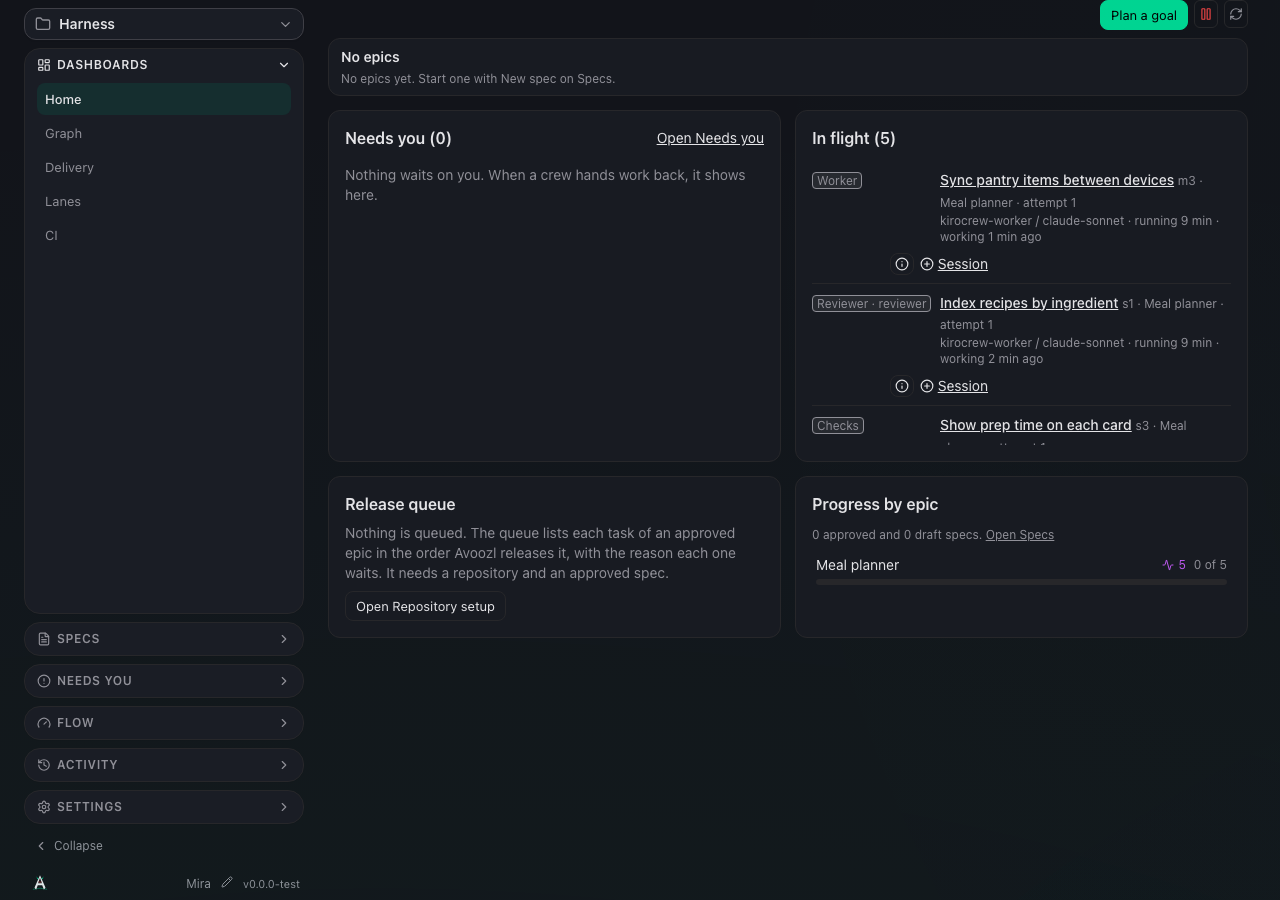 Harness
DASHBOARDS
Home
Graph
Delivery
Lanes
CI
SPECS
NEEDS YOU
FLOW
ACTIVITY
SETTINGS
Collapse
Mira
v0.0.0-test
Plan a goal
No epics
No epics yet. Start one with New spec on Specs.
Needs you (0)
Open Needs you
Nothing waits on you. When a crew hands work back, it shows
here.
In flight (5)
Worker
Sync pantry items between devices m3 ·
Meal planner · attempt 1
kirocrew-worker / claude-sonnet · running 9 min ·
working 1 min ago
Session
Reviewer · reviewer
Index recipes by ingredient s1 · Meal planner ·
attempt 1
kirocrew-worker / claude-sonnet · running 9 min ·
working 2 min ago
Session
Checks
Show prep time on each card s3 · Meal
Release queue
Nothing is queued. The queue lists each task of an approved
epic in the order Avoozl releases it, with the reason each one
waits. It needs a repository and an approved spec.
Open Repository setup
Progress by epic
0 approved and 0 draft specs. Open Specs
Meal planner
5 0 of 5